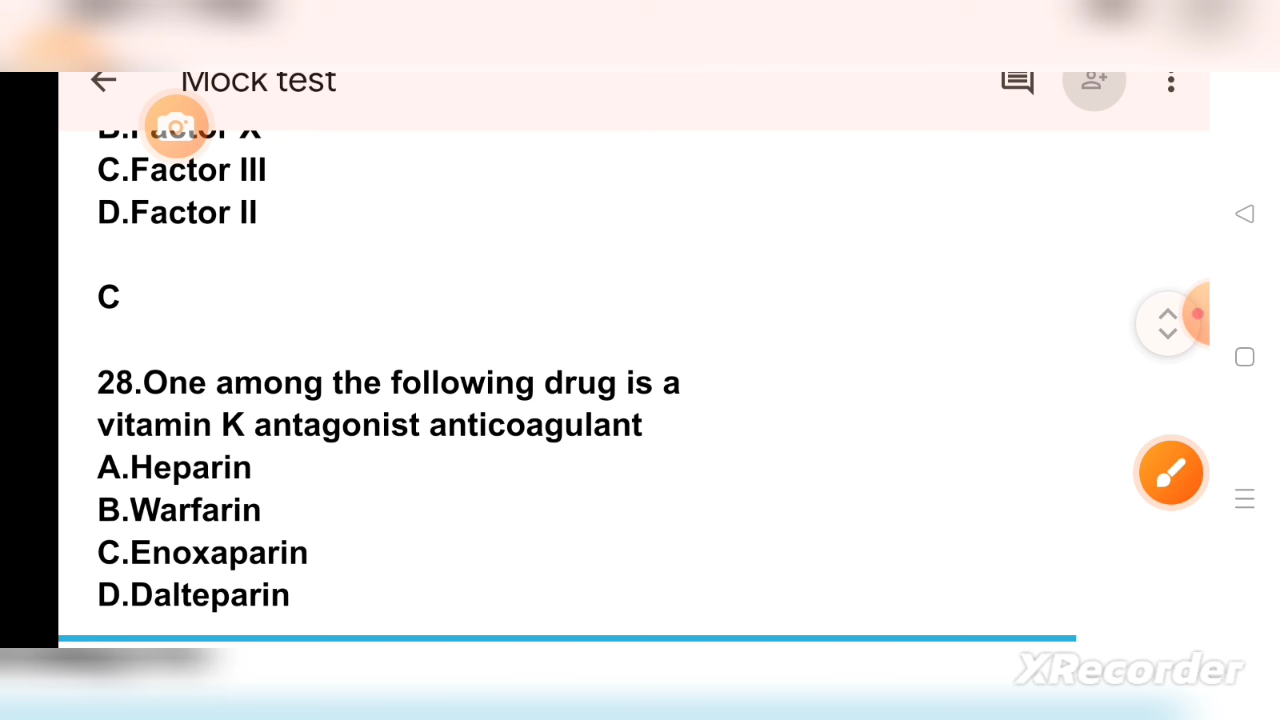 Mock test
B.Factor X
C.Factor III
D.Factor II
C
28.One among the following drug is a
vitamin K antagonist anticoagulant
A.Heparin
B.Warfarin
C.Enoxaparin
D.Dalteparin
XRecorder